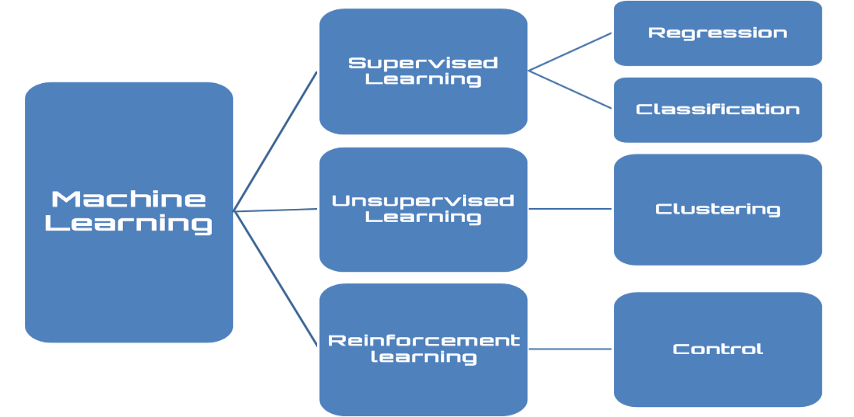 Machine
Learning
Supervised
Learning
Regression
Classification
Unsupervised
Learning
Clustering
Reinforcement
learning
Control